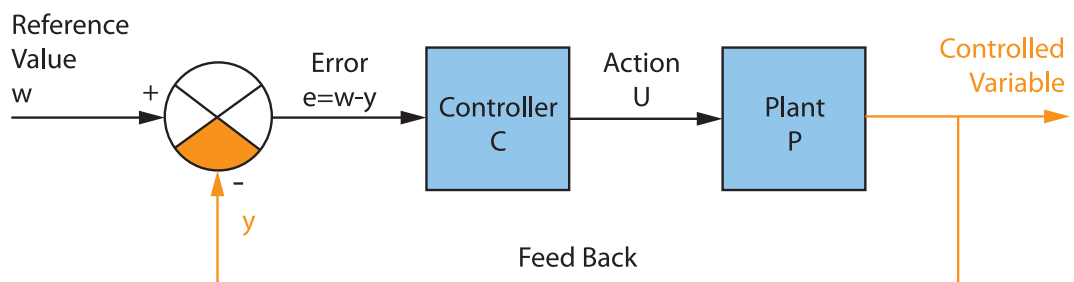 Reference
Value
w
+
Error
e=w-y
Controller
C
Action
U
Plant
P
Controlled
Variable
-
y
Feed Back